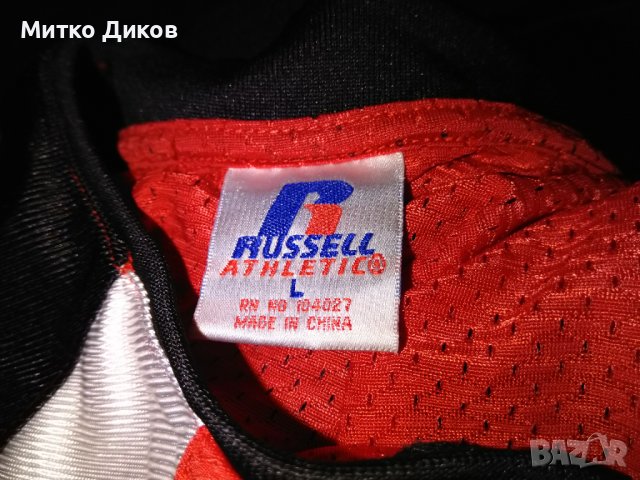 Митко Диков
RUSSELL
ATHLETIC®
L
RN NO 104027
MADE IN CHINA
BAZAR